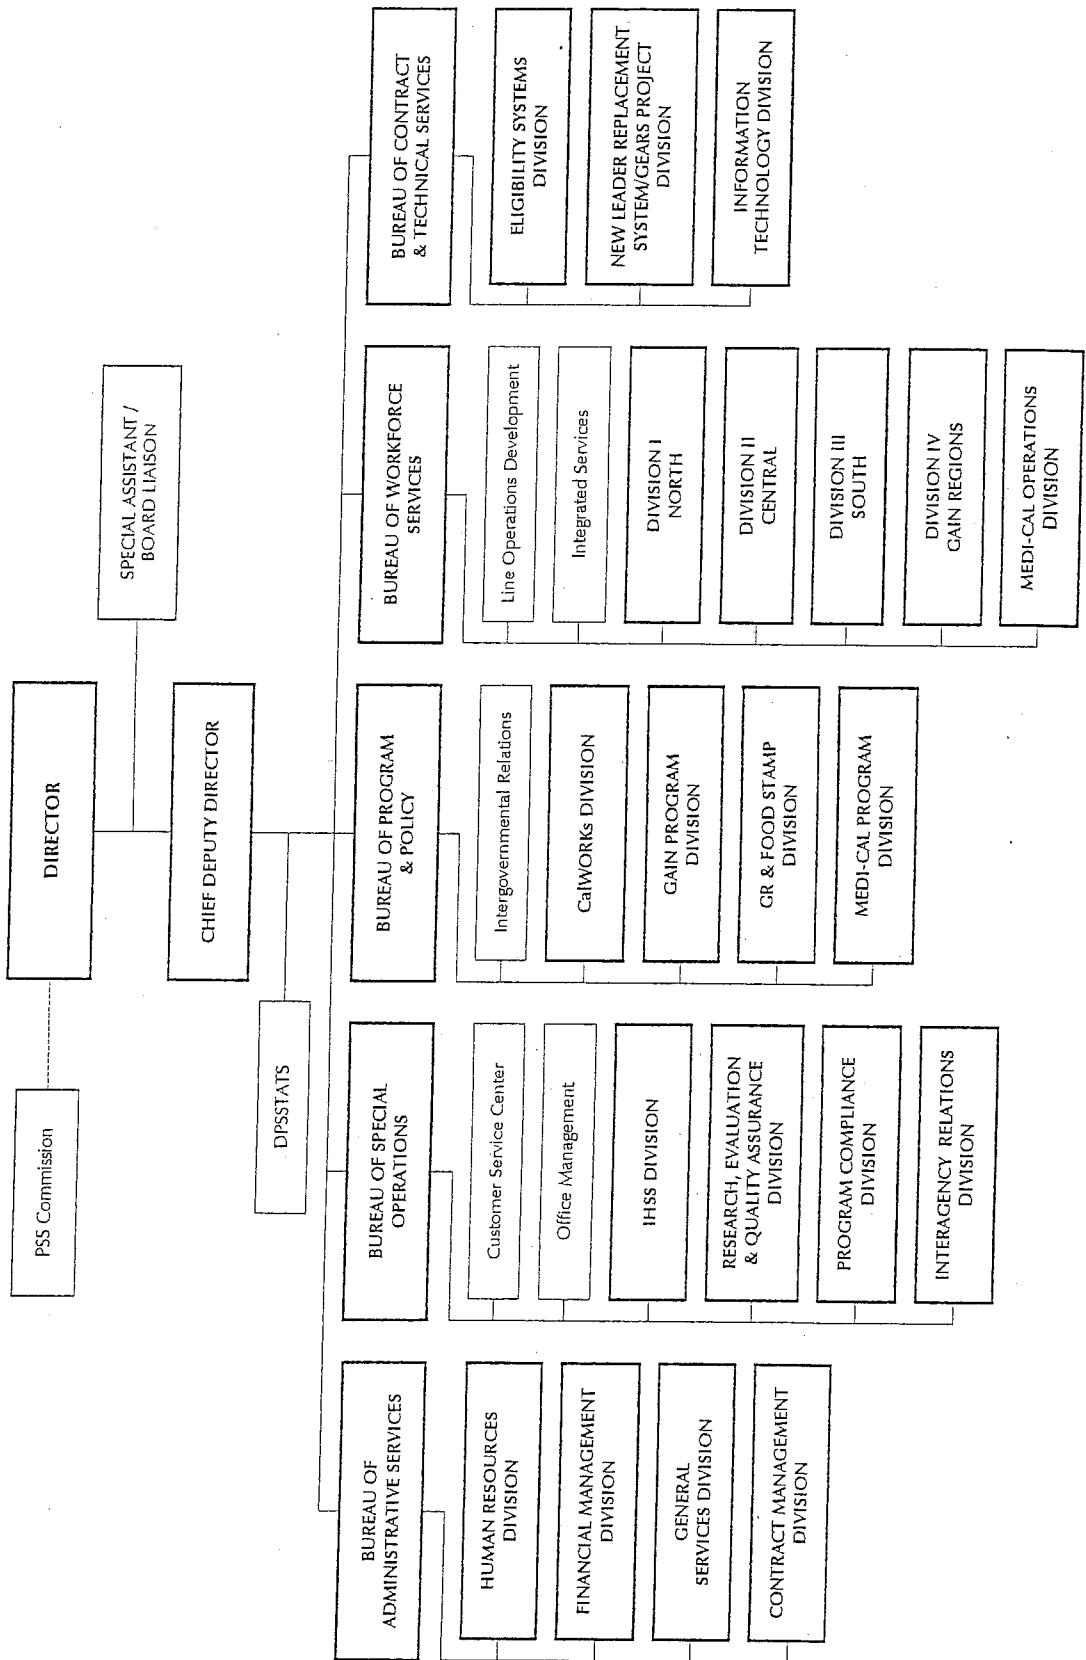 DIRECTOR
PSS Commission
SPECIAL ASSISTANT /
BOARD LIAISON
CHIEF DEPUTY DIRECTOR
DPSSTATS
BUREAU OF
ADMINISTRATIVE SERVICES
HUMAN RESOURCES
DIVISION
FINANCIAL MANAGEMENT
DIVISION
GENERAL
SERVICES DIVISION
CONTRACT MANAGEMENT
DIVISION
BUREAU OF SPECIAL
OPERATIONS
Customer Service Center
Office Management
IHSS DIVISION
RESEARCH, EVALUATION
& QUALITY ASSURANCE
DIVISION
PROGRAM COMPLIANCE
DIVISION
INTERAGENCY RELATIONS
DIVISION
BUREAU OF PROGRAM
& POLICY
Intergovernmental Relations
CalWORKs DIVISION
GAIN PROGRAM
DIVISION
GR & FOOD STAMP
DIVISION
MEDI-CAL PROGRAM
DIVISION
BUREAU OF WORKFORCE
SERVICES
Line Operations Development
Integrated Services
DIVISION I
NORTH
DIVISION II
CENTRAL
DIVISION III
SOUTH
DIVISION IV
GAIN REGIONS
MEDI-CAL OPERATIONS
DIVISION
BUREAU OF CONTRACT
& TECHNICAL SERVICES
ELIGIBILITY SYSTEMS
DIVISION
NEW LEADER REPLACEMENT
SYSTEM/GEARS PROJECT
DIVISION
INFORMATION
TECHNOLOGY DIVISION